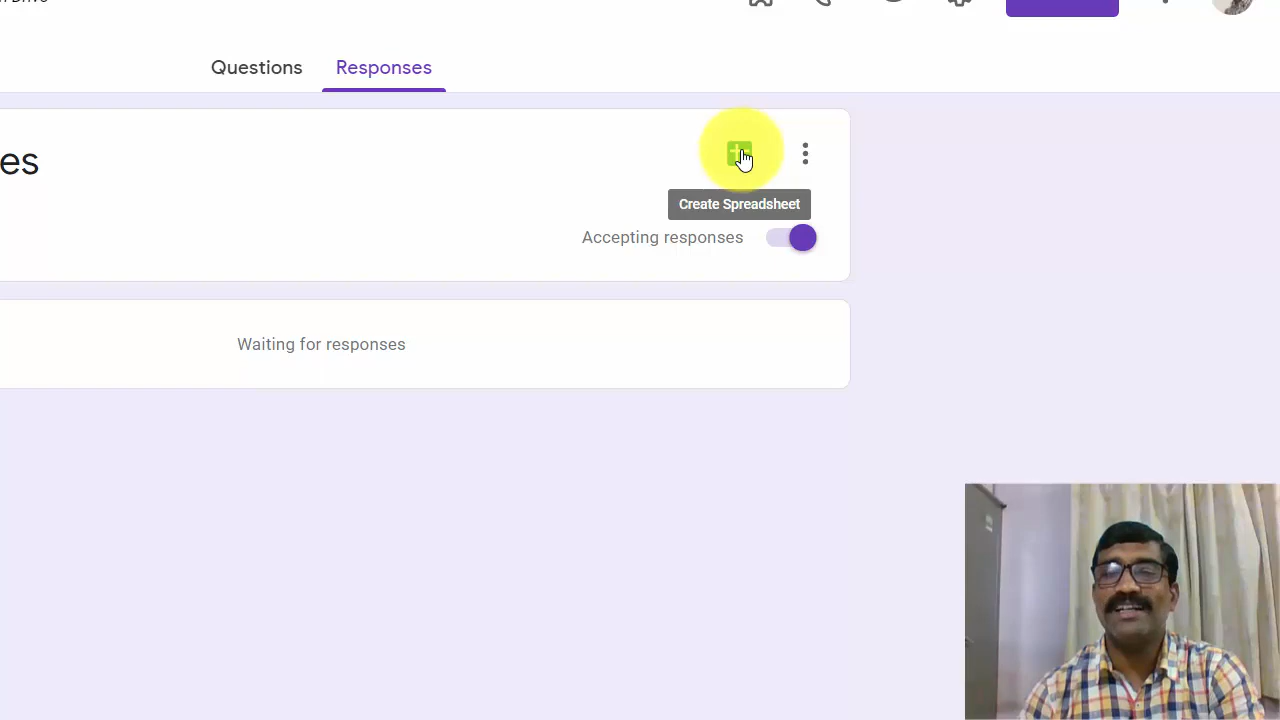 Questions Responses
es
Create Spreadsheet
Accepting responses
Waiting for responses